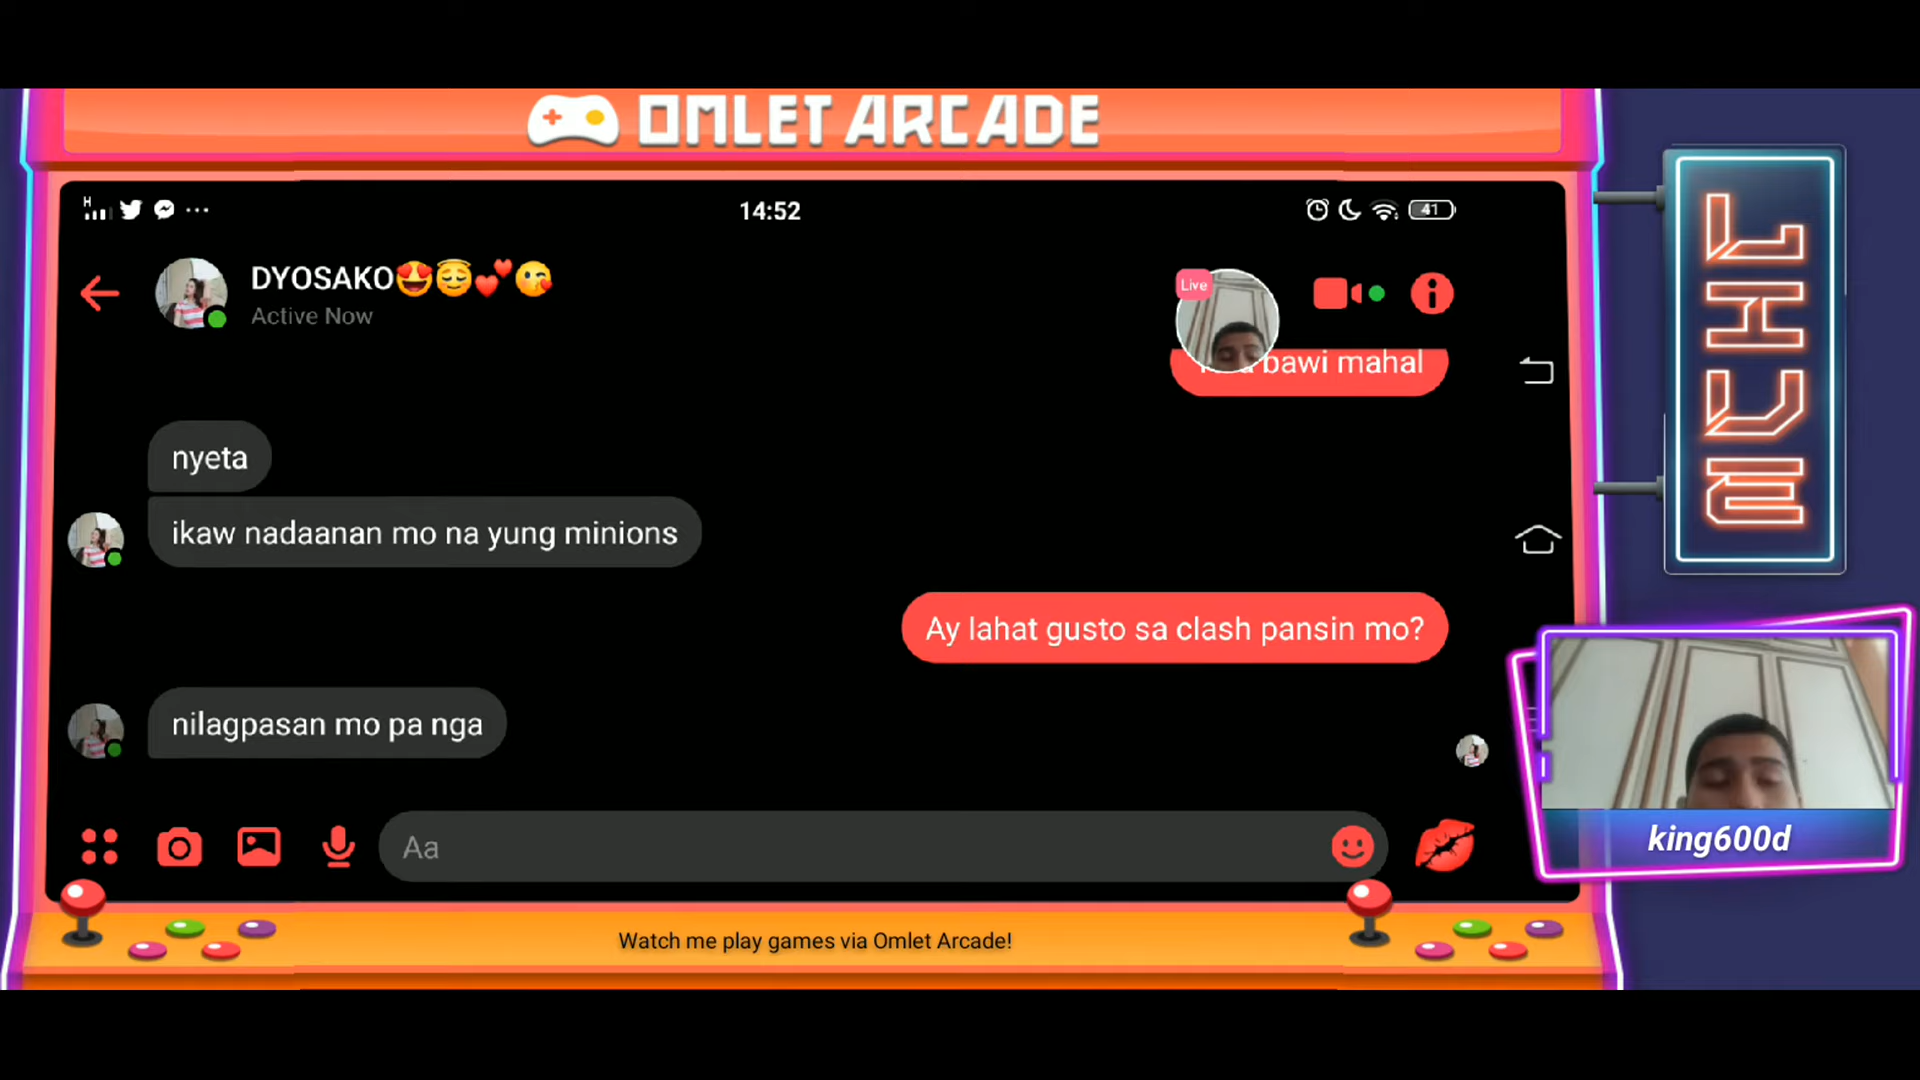 OMLET ARCADE
H
14:52
41
DYOSAKO😍😇💕😘
Active Now
Live
bawi mahal
nyeta
ikaw nadaanan mo na yung minions
Ay lahat gusto sa clash pansin mo?
nilagpasan mo pa nga
Aa
LIVE
king600d
Watch me play games via Omlet Arcade!